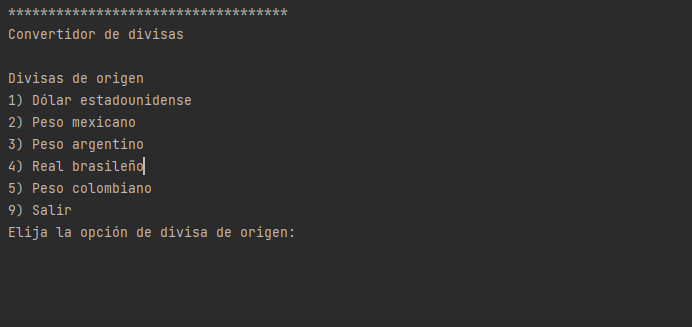 ***********************************
Convertidor de divisas
Divisas de origen
1) Dólar estadounidense
2) Peso mexicano
3) Peso argentino
4) Real brasileño
5) Peso colombiano
9) Salir
Elija la opción de divisa de origen: